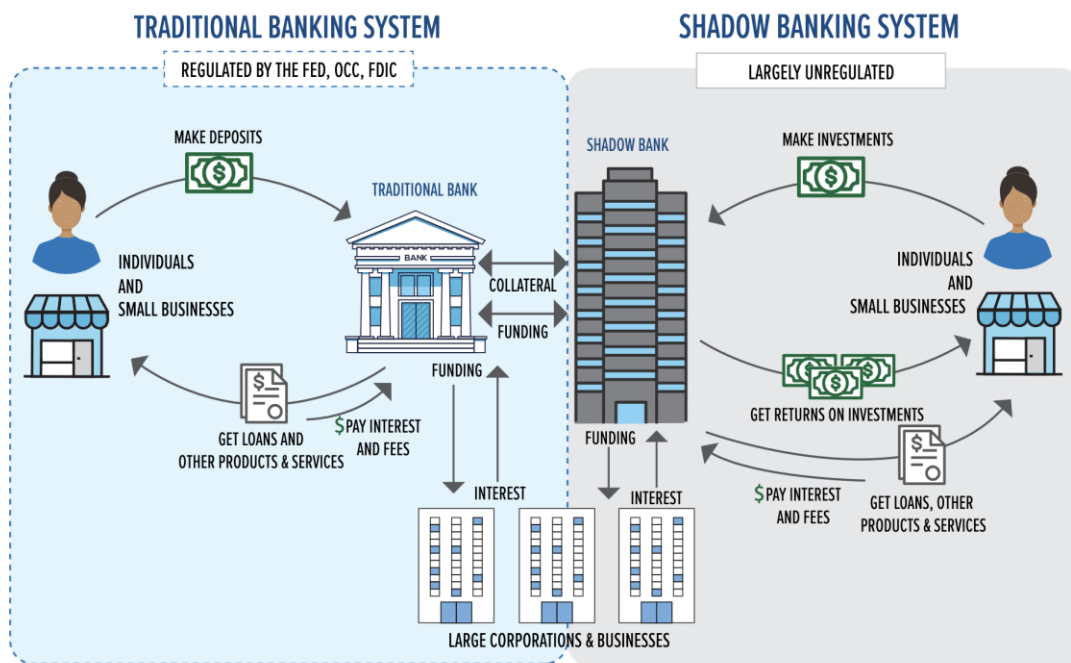 TRADITIONAL BANKING SYSTEM
REGULATED BY THE FED, OCC, FDIC
MAKE DEPOSITS
$
TRADITIONAL BANK
BANK
INDIVIDUALS
AND
SMALL BUSINESSES
$
GET LOANS AND
OTHER PRODUCTS & SERVICES
$PAY INTEREST
AND FEES
COLLATERAL
FUNDING
FUNDING
INTEREST
SHADOW BANKING SYSTEM
LARGELY UNREGULATED
SHADOW BANK
MAKE INVESTMENTS
$
INDIVIDUALS
AND
SMALL BUSINESSES
$ $
$
GET RETURNS ON INVESTMENTS
$
$PAY INTEREST
AND FEES
GET LOANS, OTHER
PRODUCTS & SERVICES
FUNDING
INTEREST
LARGE CORPORATIONS & BUSINESSES